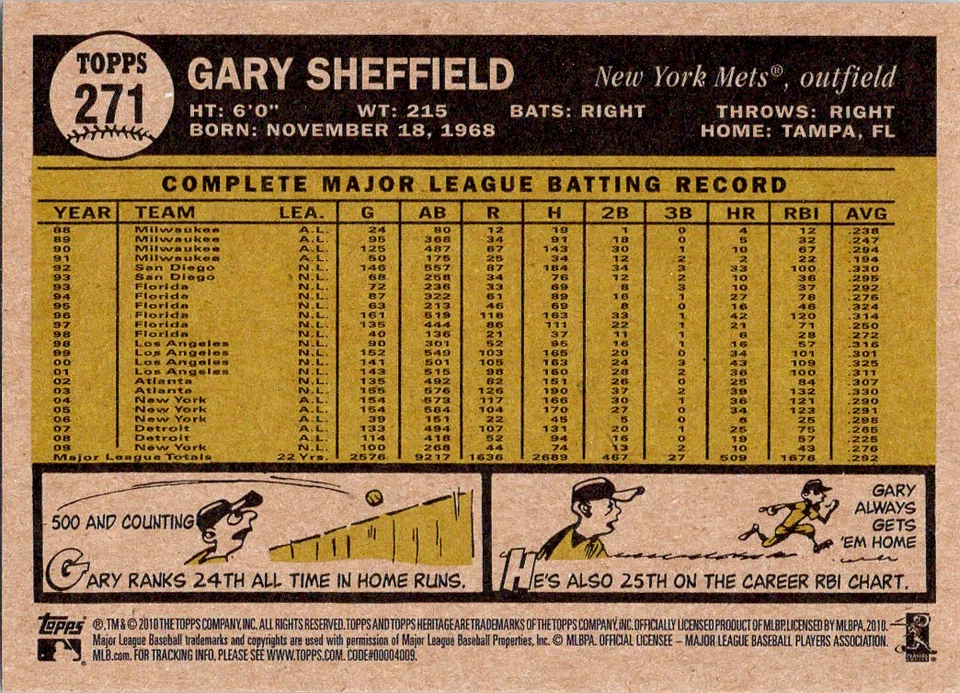 TOPPS
271
GARY SHEFFIELD
New York Mets®, outfield
HT: 6'0" WT: 215 BATS: RIGHT THROWS: RIGHT
BORN: NOVEMBER 18, 1968 HOME: TAMPA, FL
COMPLETE MAJOR LEAGUE BATTING RECORD
YEAR TEAM LEA. G AB R H 2B 3B HR RBI AVG
88 Milwaukee A.L. 24 80 12 19 1 0 4 12 .238
89 Milwaukee A.L. 95 368 34 91 18 0 5 32 .247
90 Milwaukee A.L. 125 487 67 143 30 1 10 67 .294
91 Milwaukee A.L. 50 175 25 34 12 2 2 22 .194
92 San Diego N.L. 146 557 87 184 34 3 33 100 .330
93 San Diego N.L. 68 258 34 76 12 2 10 36 .295
93 Florida N.L. 72 236 33 69 8 3 10 37 .292
94 Florida N.L. 87 322 61 89 16 1 27 78 .276
95 Florida N.L. 63 213 46 69 8 0 16 46 .324
96 Florida N.L. 161 519 118 163 33 1 42 120 .314
97 Florida N.L. 135 444 86 111 22 1 21 71 .250
98 Florida N.L. 40 136 21 37 11 1 6 28 .272
98 Los Angeles N.L. 90 301 52 95 16 1 16 57 .316
99 Los Angeles N.L. 152 549 103 165 20 0 34 101 .301
00 Los Angeles N.L. 141 501 105 163 24 3 43 109 .325
01 Los Angeles N.L. 143 515 98 160 28 2 36 100 .311
02 Atlanta N.L. 135 492 82 151 26 0 25 84 .307
03 Atlanta N.L. 155 576 126 190 37 2 39 132 .330
04 New York A.L. 154 573 117 166 30 1 36 121 .290
05 New York A.L. 154 584 104 170 27 0 34 123 .291
06 New York A.L. 39 151 22 45 5 0 6 25 .298
07 Detroit A.L. 133 494 107 131 20 1 25 75 .265
08 Detroit A.L. 114 418 52 94 16 0 19 57 .225
09 New York N.L. 100 268 44 74 13 2 10 43 .276
Major League Totals 22 Yrs. 2576 9217 1636 2689 467 27 509 1676 .292
500 AND COUNTING
GARY RANKS 24TH ALL TIME IN HOME RUNS.
GARY
ALWAYS
GETS
'EM HOME
HE'S ALSO 25TH ON THE CAREER RBI CHART.
Topps ®, TM & © 2010 THE TOPPS COMPANY, INC. ALL RIGHTS RESERVED. TOPPS AND TOPPS HERITAGE ARE TRADEMARKS OF THE TOPPS COMPANY, INC. OFFICIALLY LICENSED PRODUCT OF MLBP. LICENSED BY MLBPA. 2010.
Major League Baseball trademarks and copyrights are used with permission of Major League Baseball Properties, Inc. © MLBPA. OFFICIAL LICENSEE – MAJOR LEAGUE BASEBALL PLAYERS ASSOCIATION.
MLB.com. FOR TRACKING INFO, PLEASE SEE WWW.TOPPS.COM. CODE#00004009.